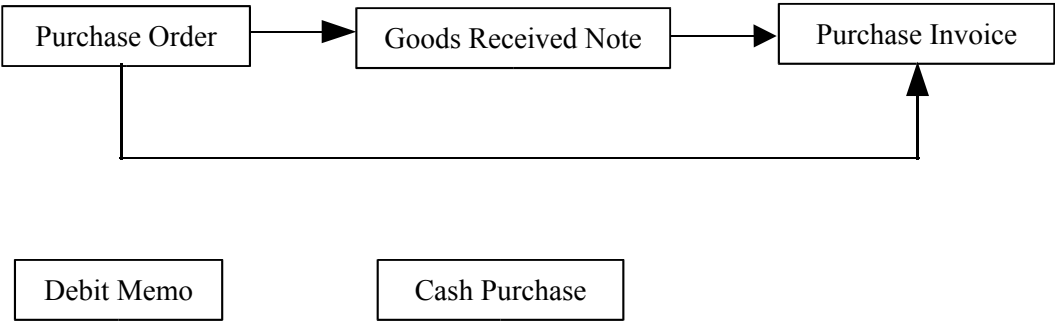 Purchase Order
Goods Received Note
Purchase Invoice
Debit Memo
Cash Purchase